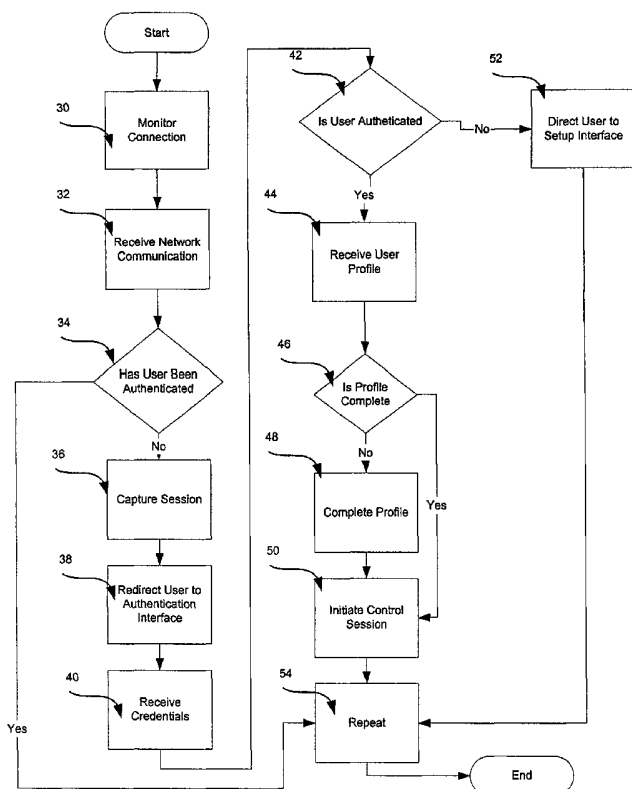 Start
30
Monitor
Connection
32
Receive Network
Communication
34
Has User Been
Authenticated
No
Yes
36
Capture Session
38
Redirect User to
Authentication
Interface
40
Receive
Credentials
42
Is User Autheticated
No
Yes
52
Direct User to
Setup Interface
44
Receive User
Profile
46
Is Profile
Complete
No
Yes
48
Complete Profile
50
Initiate Control
Session
54
Repeat
End